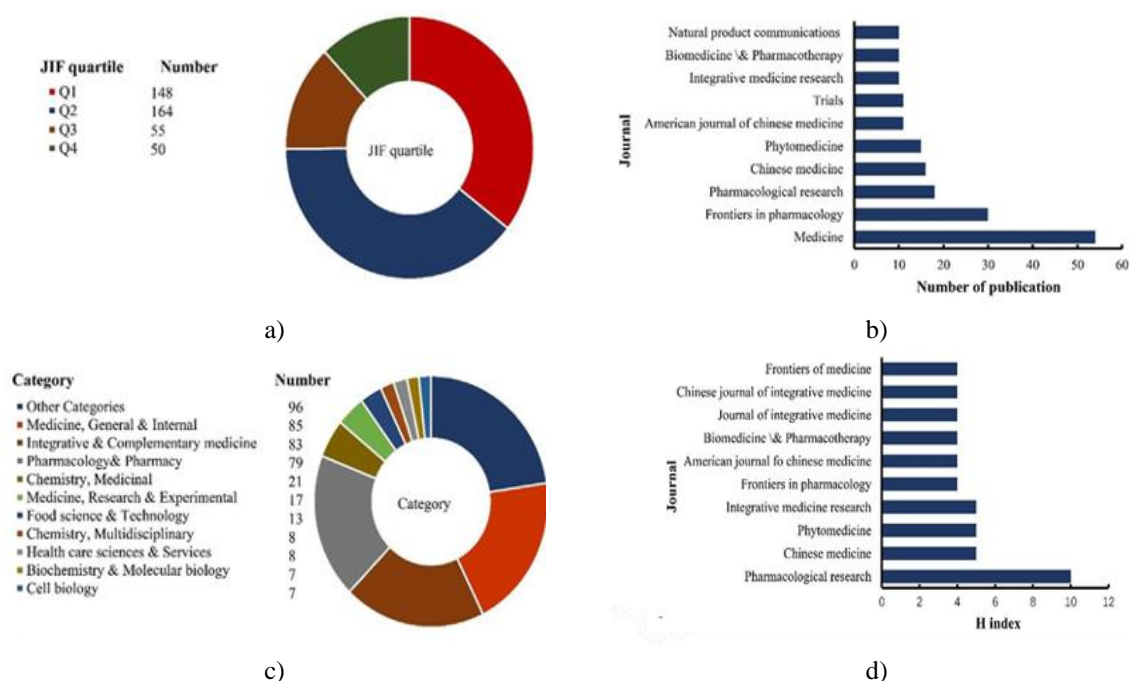 JIF quartile Number
Q1 148
Q2 164
Q3 55
Q4 50
JIF quartile
a)
Journal
Natural product communications
Biomedicine \& Pharmacotherapy
Integrative medicine research
Trials
American journal of chinese medicine
Phytomedicine
Chinese medicine
Pharmacological research
Frontiers in pharmacology
Medicine
0 10 20 30 40 50 60
Number of publication
b)
Category Number
Other Categories 96
Medicine, General & Internal 85
Integrative & Complementary medicine 83
Pharmacology& Pharmacy 79
Chemistry, Medicinal 21
Medicine, Research & Experimental 17
Food science & Technology 13
Chemistry, Multidisciplinary 8
Health care sciences & Services 8
Biochemistry & Molecular biology 7
Cell biology 7
Category
c)
Journal
Frontiers of medicine
Chinese journal of integrative medicine
Journal of integrative medicine
Biomedicine \& Pharmacotherapy
American journal fo chinese medicine
Frontiers in pharmacology
Integrative medicine research
Phytomedicine
Chinese medicine
Pharmacological research
0 2 4 6 8 10 12
H index
d)